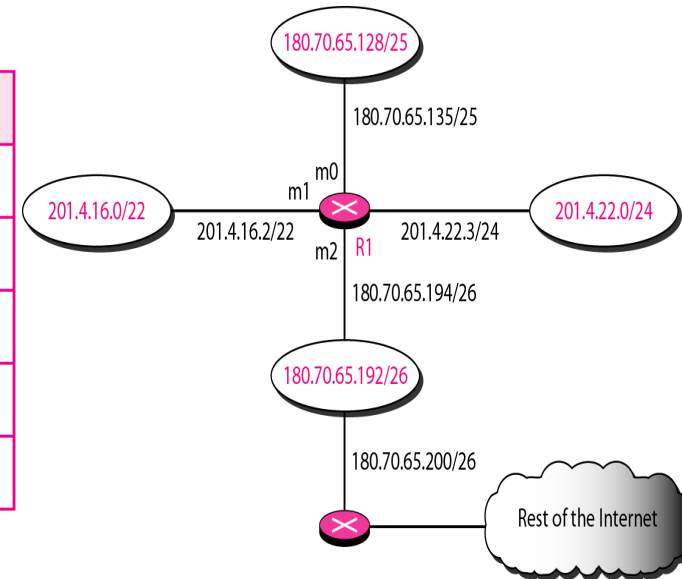 180.70.65.128/25
180.70.65.135/25
m0
m1
201.4.16.0/22
201.4.22.0/24
201.4.16.2/22
201.4.22.3/24
m2
R1
180.70.65.194/26
180.70.65.192/26
180.70.65.200/26
Rest of the Internet